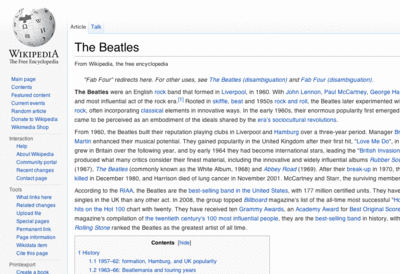 WIKIPEDIA
The Free Encyclopedia
Main page
Contents
Featured content
Current events
Random article
Donate to Wikipedia
Wikimedia Shop
Interaction
Help
About Wikipedia
Community portal
Recent changes
Contact page
Tools
What links here
Related changes
Upload file
Special pages
Permanent link
Page information
Wikidata item
Cite this page
Print/export
Create a book
Article Talk
The Beatles
From Wikipedia, the free encyclopedia
"Fab Four" redirects here. For other uses, see The Beatles (disambiguation) and Fab Four (disambiguation).
The Beatles were an English rock band that formed in Liverpool, in 1960. With John Lennon, Paul McCartney, George Ha
and most influential act of the rock era.[1] Rooted in skiffle, beat and 1950s rock and roll, the Beatles later experimented wi
rock, often incorporating classical elements in innovative ways. In the early 1960s, their enormous popularity first emerged
came to be perceived as an embodiment of the ideals shared by the era's sociocultural revolutions.
From 1960, the Beatles built their reputation playing clubs in Liverpool and Hamburg over a three-year period. Manager Br
Martin enhanced their musical potential. They gained popularity in the United Kingdom after their first hit, "Love Me Do", in
grew in Britain over the following year, and by early 1964 they had become international stars, leading the "British Invasion
produced what many critics consider their finest material, including the innovative and widely influential albums Rubber Sou
(1967), The Beatles (commonly known as the White Album, 1968) and Abbey Road (1969). After their break-up in 1970, th
killed in December 1980, and Harrison died of lung cancer in November 2001. McCartney and Starr, the surviving membe
According to the RIAA, the Beatles are the best-selling band in the United States, with 177 million certified units. They have
singles in the UK than any other act. In 2008, the group topped Billboard magazine's list of the all-time most successful "Ho
hits on the Hot 100 chart with twenty. They have received ten Grammy Awards, an Academy Award for Best Original Sco
magazine's compilation of the twentieth century's 100 most influential people, they are the best-selling band in history, with
Rolling Stone ranked the Beatles as the greatest artist of all time.
Contents [hide]
1 History
1.1 1957–62: formation, Hamburg, and UK popularity
1.2 1963–66: Beatlemania and touring years